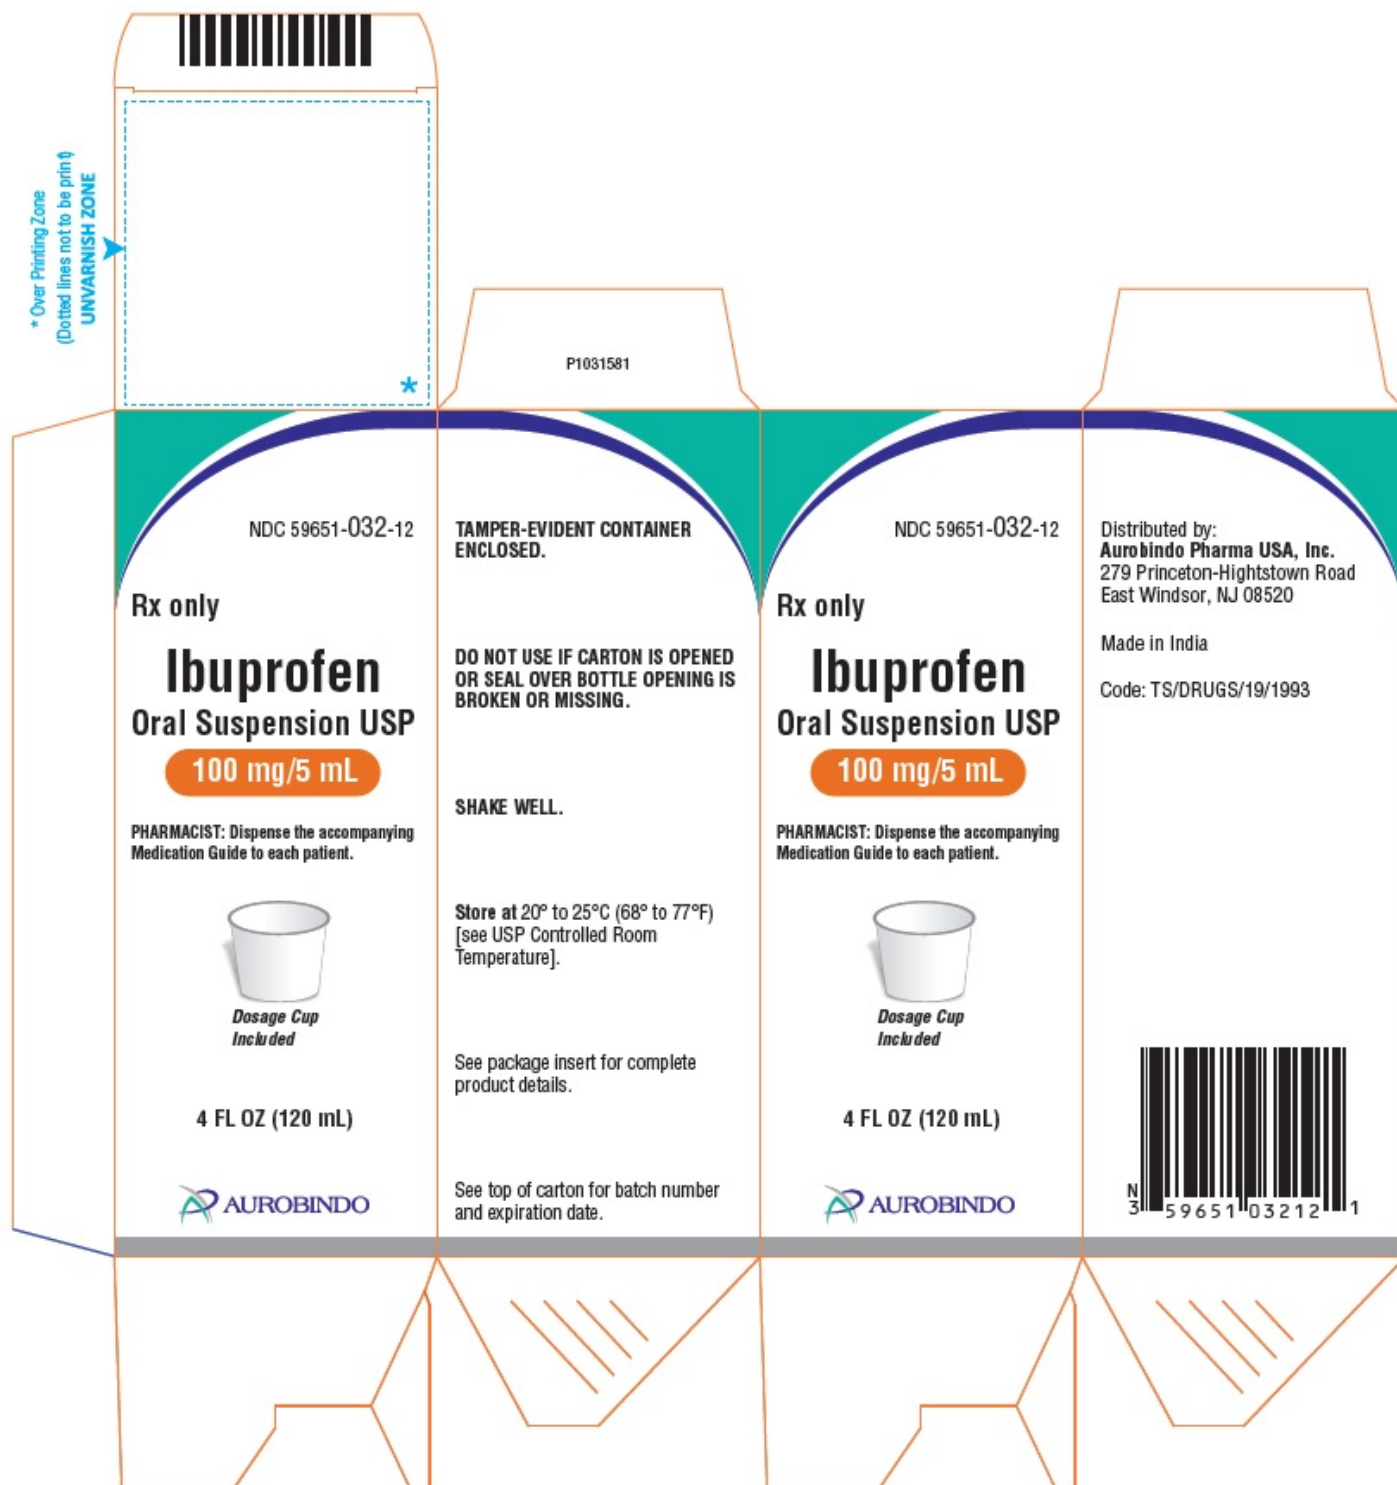 * Over Printing Zone
(Dotted lines not to be print)
UNVARNISH ZONE
*
P1031581
NDC 59651-032-12
Rx only
Ibuprofen
Oral Suspension USP
100 mg/5 mL
PHARMACIST: Dispense the accompanying
Medication Guide to each patient.
Dosage Cup
Included
4 FL OZ (120 mL)
AUROBINDO
TAMPER-EVIDENT CONTAINER
ENCLOSED.
DO NOT USE IF CARTON IS OPENED
OR SEAL OVER BOTTLE OPENING IS
BROKEN OR MISSING.
SHAKE WELL.
Store at 20° to 25°C (68° to 77°F)
[see USP Controlled Room
Temperature].
See package insert for complete
product details.
See top of carton for batch number
and expiration date.
NDC 59651-032-12
Rx only
Ibuprofen
Oral Suspension USP
100 mg/5 mL
PHARMACIST: Dispense the accompanying
Medication Guide to each patient.
Dosage Cup
Included
4 FL OZ (120 mL)
AUROBINDO
Distributed by:
Aurobindo Pharma USA, Inc.
279 Princeton-Hightstown Road
East Windsor, NJ 08520
Made in India
Code: TS/DRUGS/19/1993
N
3 59651 03212 1